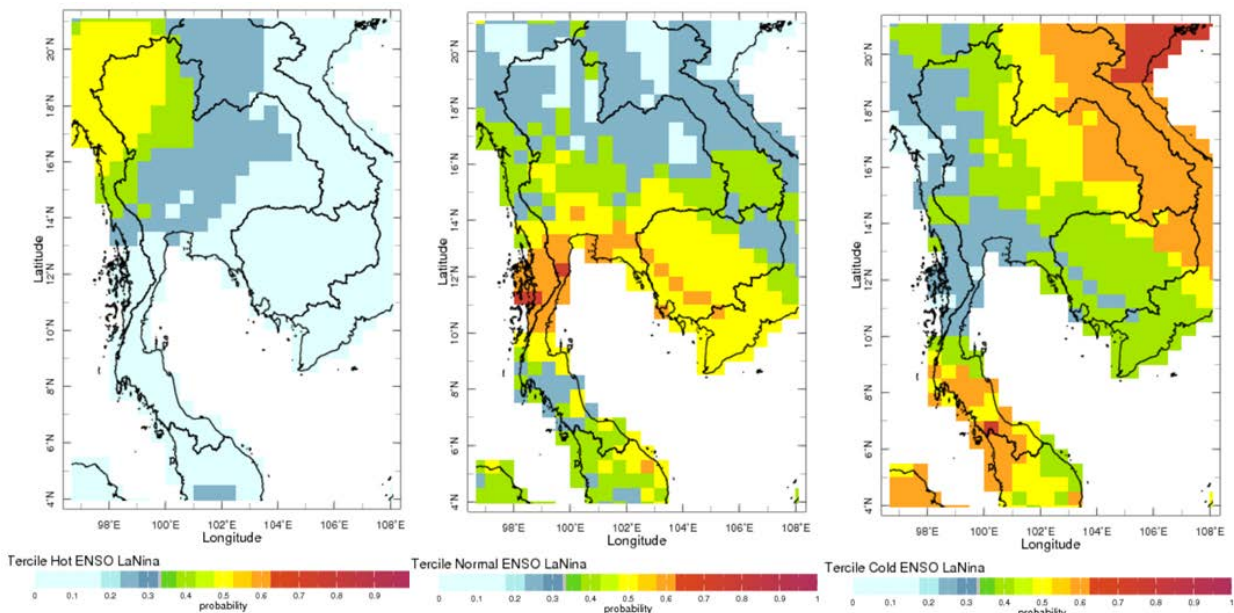 20°N
18°N
16°N
14°N
12°N
10°N
8°N
6°N
4°N
Latitude
98°E 100°E 102°E 104°E 106°E 108°E
Longitude
Tercile Hot ENSO LaNina
0 0.1 0.2 0.3 0.4 0.5 0.6 0.7 0.8 0.9 1
probability
20°N
18°N
16°N
14°N
12°N
10°N
8°N
6°N
4°N
Latitude
98°E 100°E 102°E 104°E 106°E 108°E
Longitude
Tercile Normal ENSO LaNina
0 0.1 0.2 0.3 0.4 0.5 0.6 0.7 0.8 0.9 1
probability
20°N
18°N
16°N
14°N
12°N
10°N
8°N
6°N
4°N
Latitude
98°E 100°E 102°E 104°E 106°E 108°E
Longitude
Tercile Cold ENSO LaNina
0 0.1 0.2 0.3 0.4 0.5 0.6 0.7 0.8 0.9 1
probability